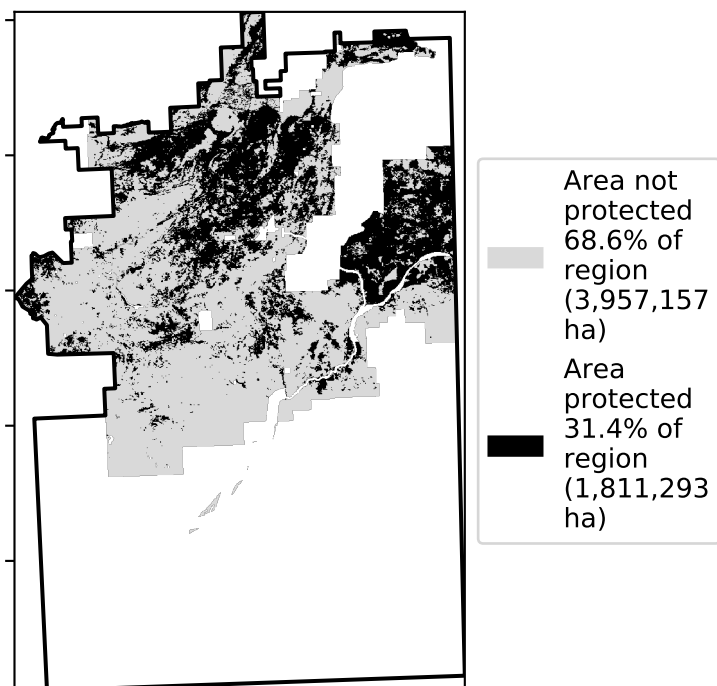 Area not
protected
68.6% of
region
(3,957,157
ha)
Area
protected
31.4% of
region
(1,811,293
ha)